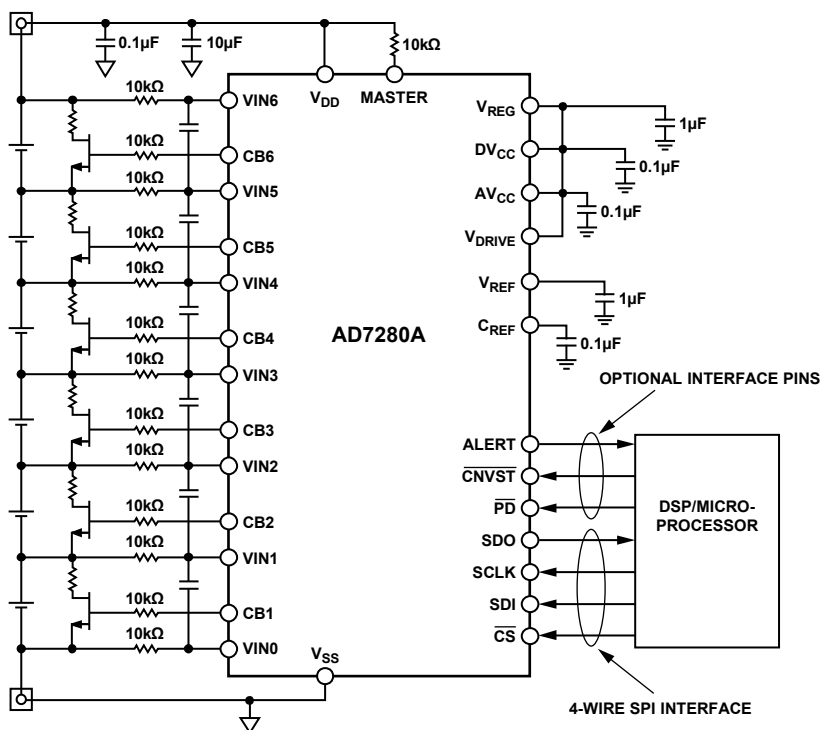 0.1µF
10µF
10kΩ
VDD
MASTER
10kΩ
VIN6
10kΩ
CB6
10kΩ
VIN5
10kΩ
CB5
10kΩ
VIN4
10kΩ
CB4
10kΩ
VIN3
10kΩ
CB3
10kΩ
VIN2
10kΩ
CB2
10kΩ
VIN1
10kΩ
CB1
10kΩ
VIN0
VSS
AD7280A
VREG
1µF
DVCC
0.1µF
AVCC
0.1µF
VDRIVE
VREF
1µF
CREF
0.1µF
OPTIONAL INTERFACE PINS
ALERT
CNVST
PD
SDO
SCLK
SDI
CS
DSP/MICRO-
PROCESSOR
4-WIRE SPI INTERFACE